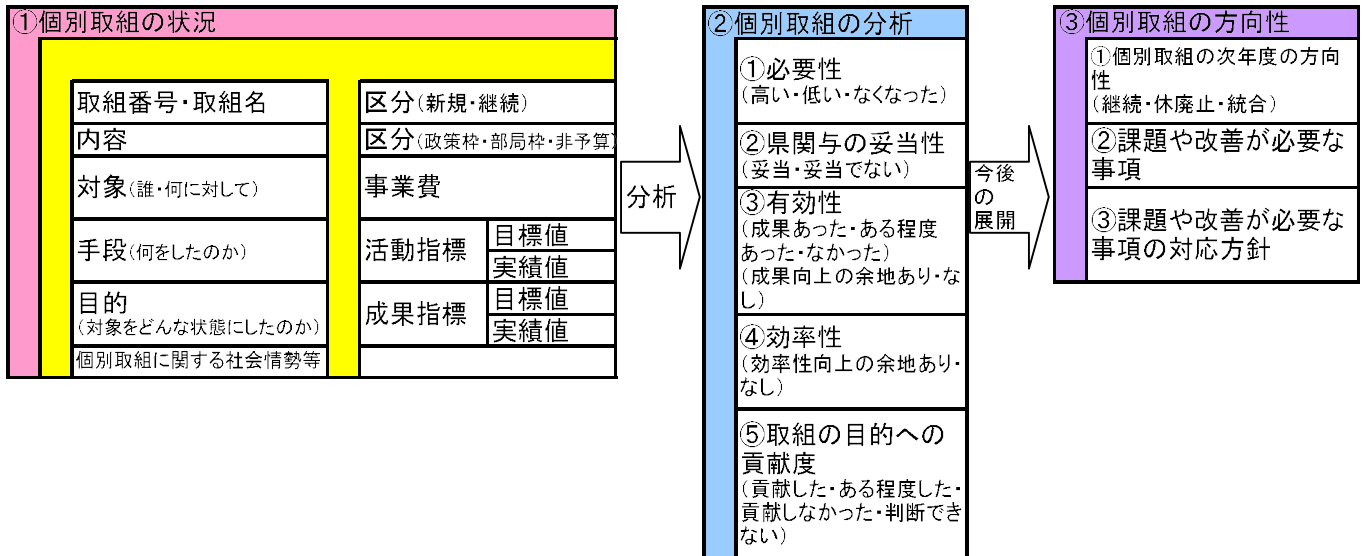 ①個別取組の状況
取組番号・取組名
内容
対象(誰・何に対して)
手段(何をしたのか)
目的
(対象をどんな状態にしたのか)
個別取組に関する社会情勢等
区分(新規・継続)
区分(政策枠・部局枠・非予算)
事業費
活動指標
目標値
実績値
成果指標
目標値
実績値
分析
②個別取組の分析
①必要性
(高い・低い・なくなった)
②県関与の妥当性
(妥当・妥当でない)
③有効性
(成果あった・ある程度
あった・なかった)
(成果向上の余地あり・な
し)
④効率性
(効率性向上の余地あり・
なし)
⑤取組の目的への
貢献度
(貢献した・ある程度した・
貢献しなかった・判断でき
ない)
今後
の
展開
③個別取組の方向性
①個別取組の次年度の方向
性
(継続・休廃止・統合)
②課題や改善が必要な
事項
③課題や改善が必要な
事項の対応方針